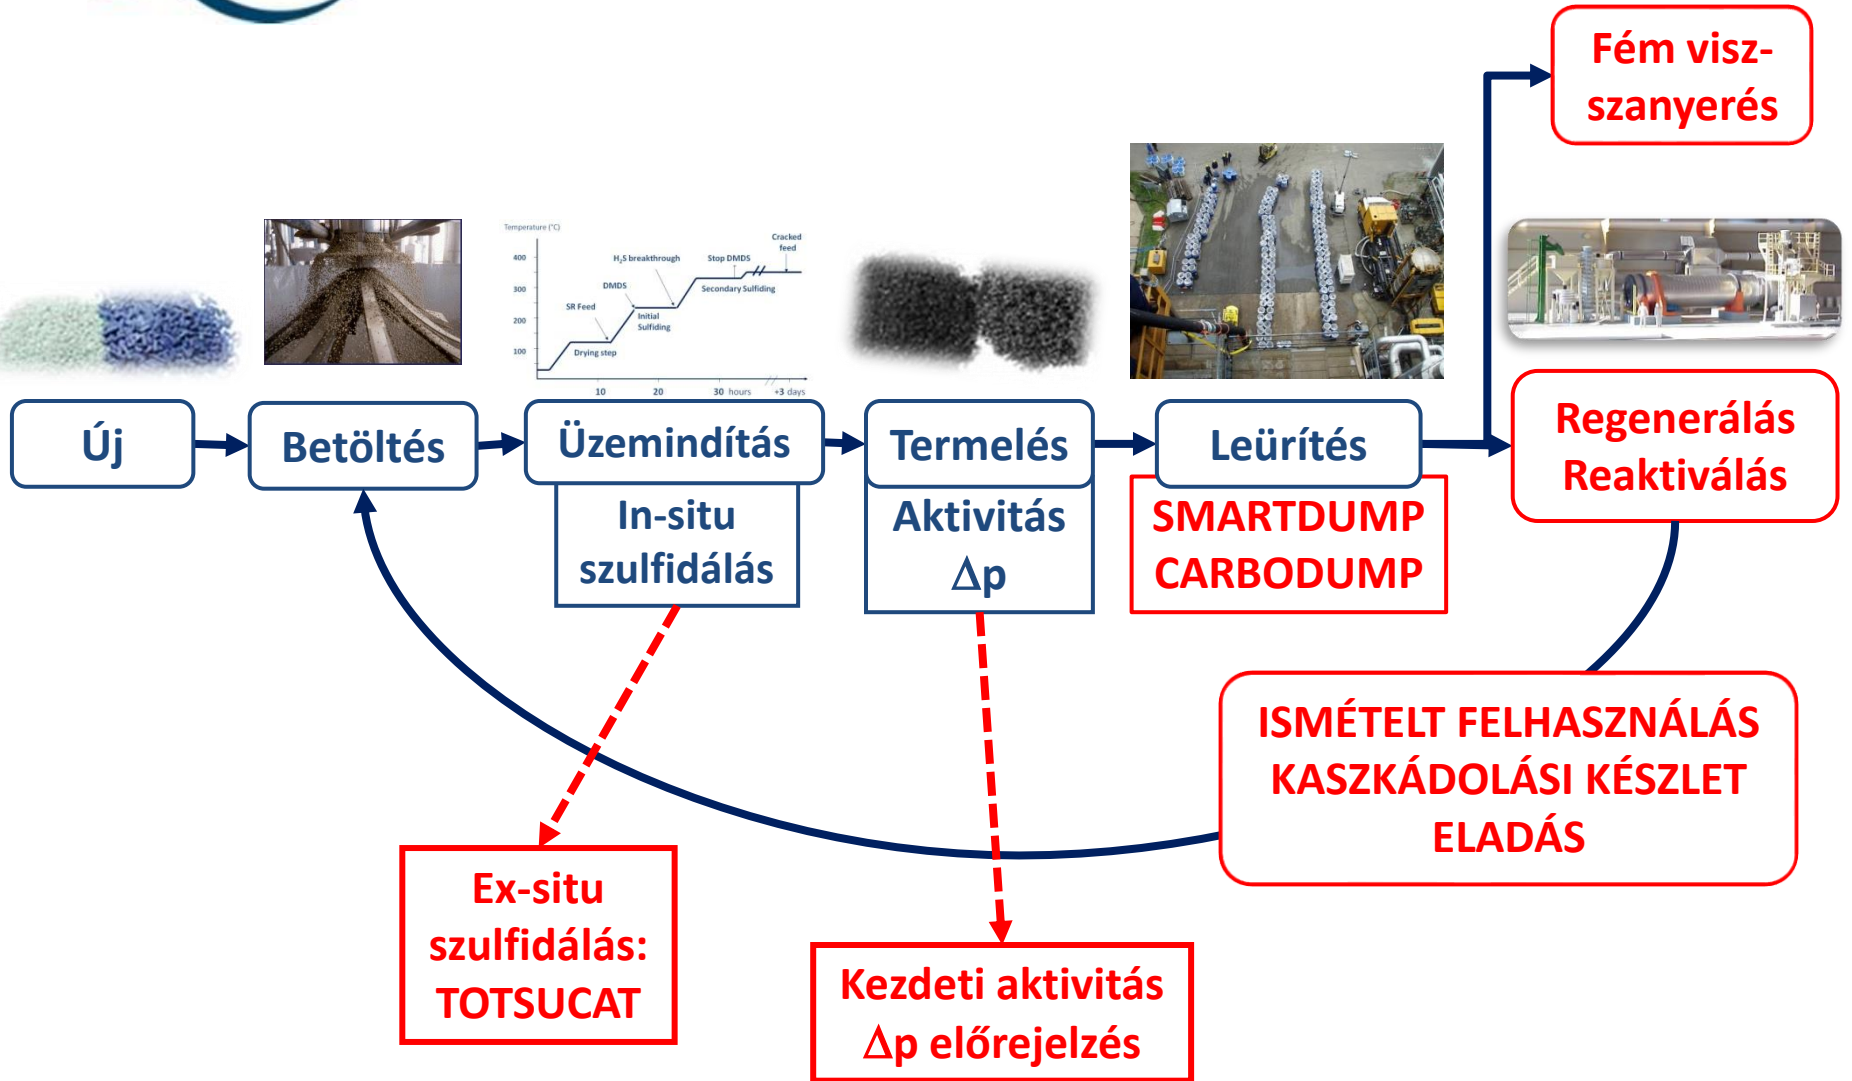 Fém visz-
szanyerés
Temperature (°C)
400
300
200
100
10
20
30 hours
+3 days
Drying step
SR Feed
DMDS
Initial
Sulfiding
H₂S breakthrough
Stop DMDS
Secondary Sulfiding
Cracked
feed
Új
Betöltés
Üzemindítás
Termelés
Leürítés
Regenerálás
Reaktiválás
In-situ
szulfidálás
Aktivitás
Δp
SMARTDUMP
CARBODUMP
ISMÉTELT FELHASZNÁLÁS
KASZKÁDOLÁSI KÉSZLET
ELADÁS
Ex-situ
szulfidálás:
TOTSUCAT
Kezdeti aktivitás
Δp előrejelzés